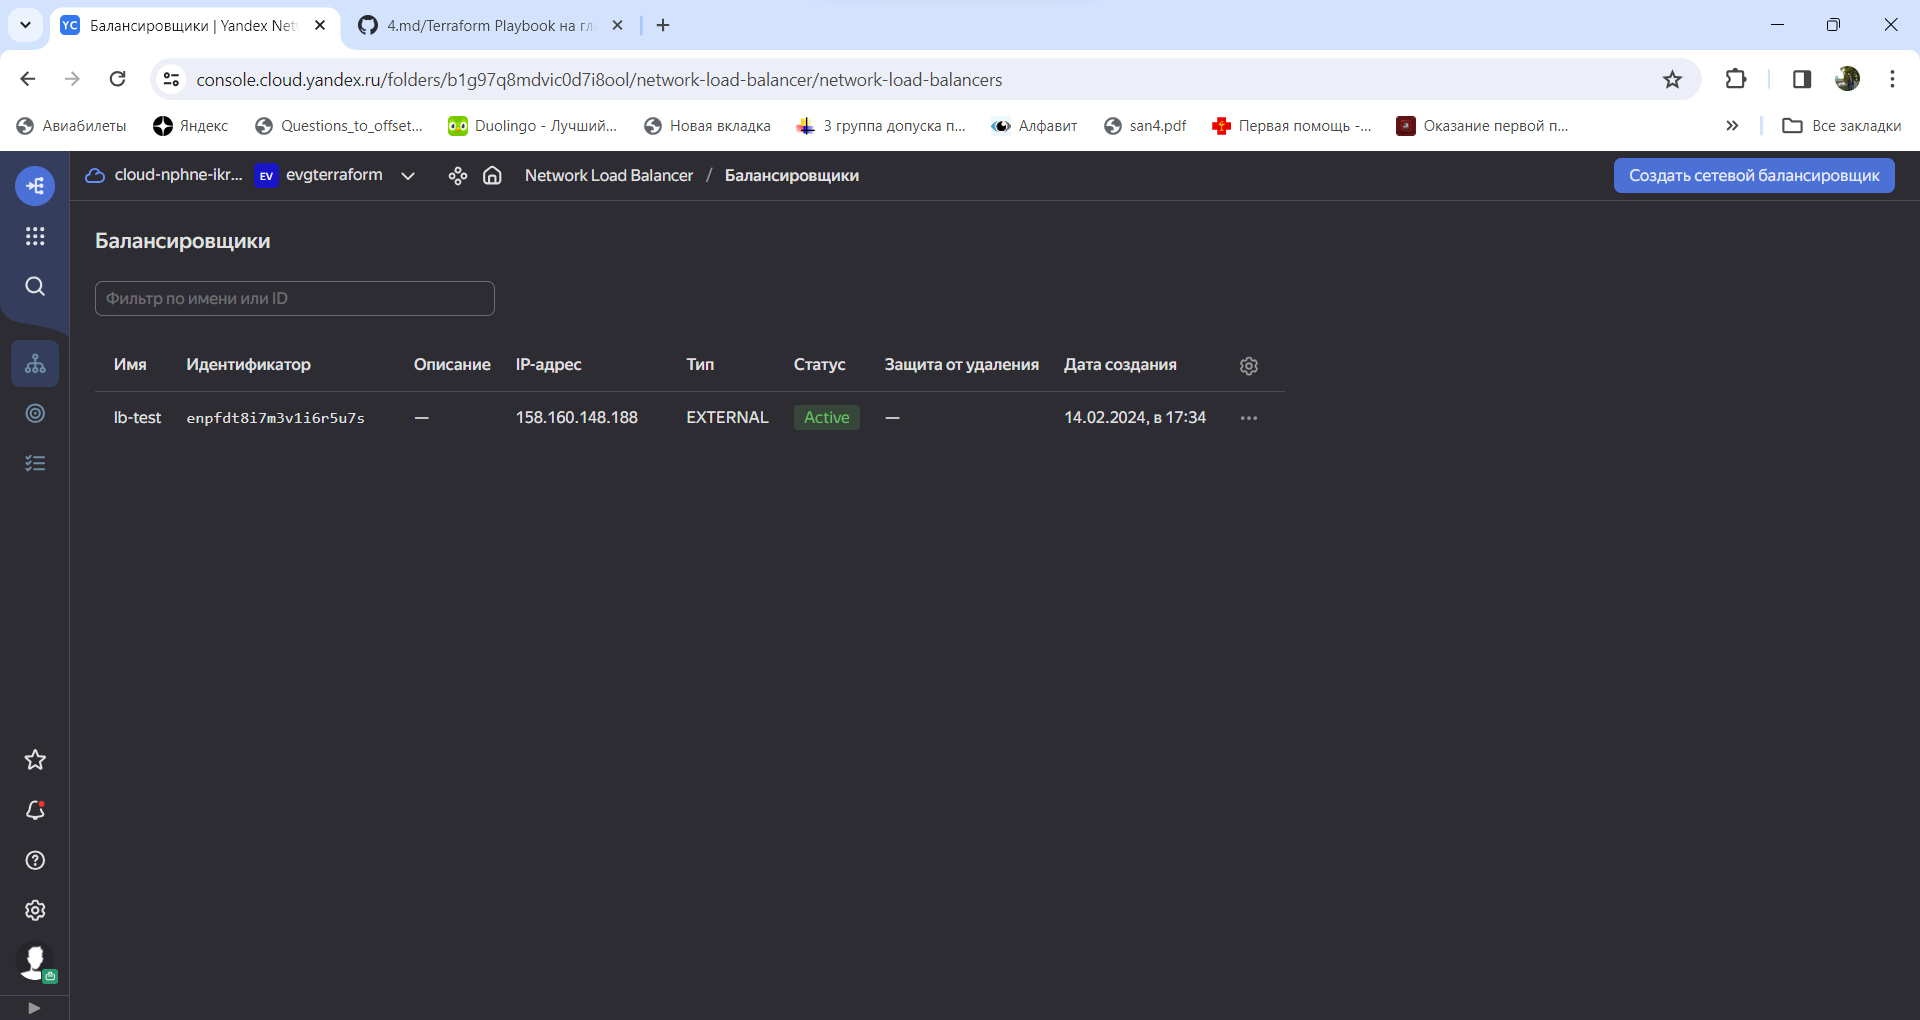 YC Балансировщики | Yandex Net
4.md/Terraform Playbook на гла
console.cloud.yandex.ru/folders/b1g97q8mdvic0d7i8ool/network-load-balancer/network-load-balancers
Авиабилеты Яндекс Questions_to_offset... Duolingo - Лучший... Новая вкладка 3 группа допуска п... Алфавит san4.pdf Первая помощь -... Оказание первой п... Все закладки
cloud-nphne-ikr... EV evgterraform Network Load Balancer / Балансировщики Создать сетевой балансировщик
Балансировщики
Фильтр по имени или ID
Имя Идентификатор Описание IP-адрес Тип Статус Защита от удаления Дата создания
lb-test enpfdt8i7m3v1i6r5u7s — 158.160.148.188 EXTERNAL Active — 14.02.2024, в 17:34